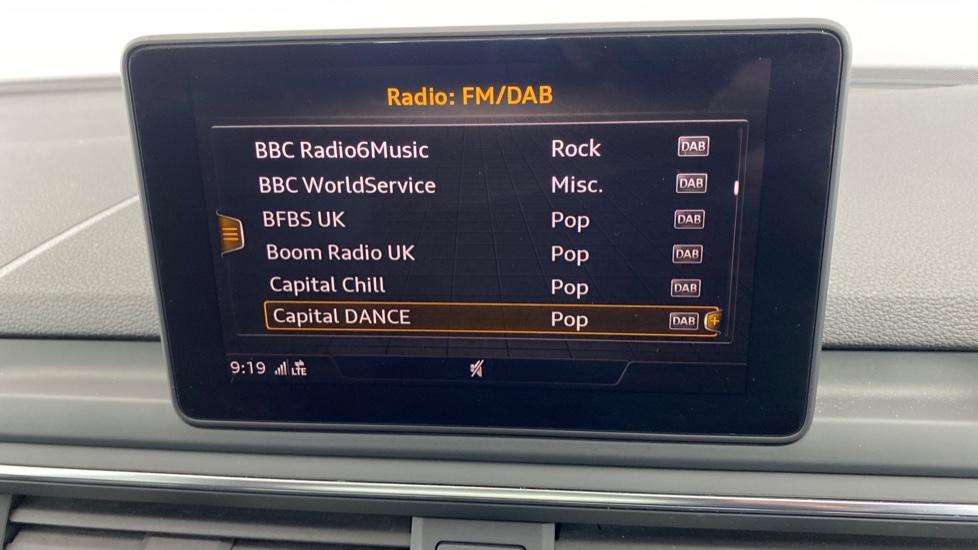 Radio: FM/DAB
BBC Radio6Music Rock DAB
BBC WorldService Misc. DAB
BFBS UK Pop DAB
Boom Radio UK Pop DAB
Capital Chill Pop DAB
Capital DANCE Pop DAB +
9:19 LTE